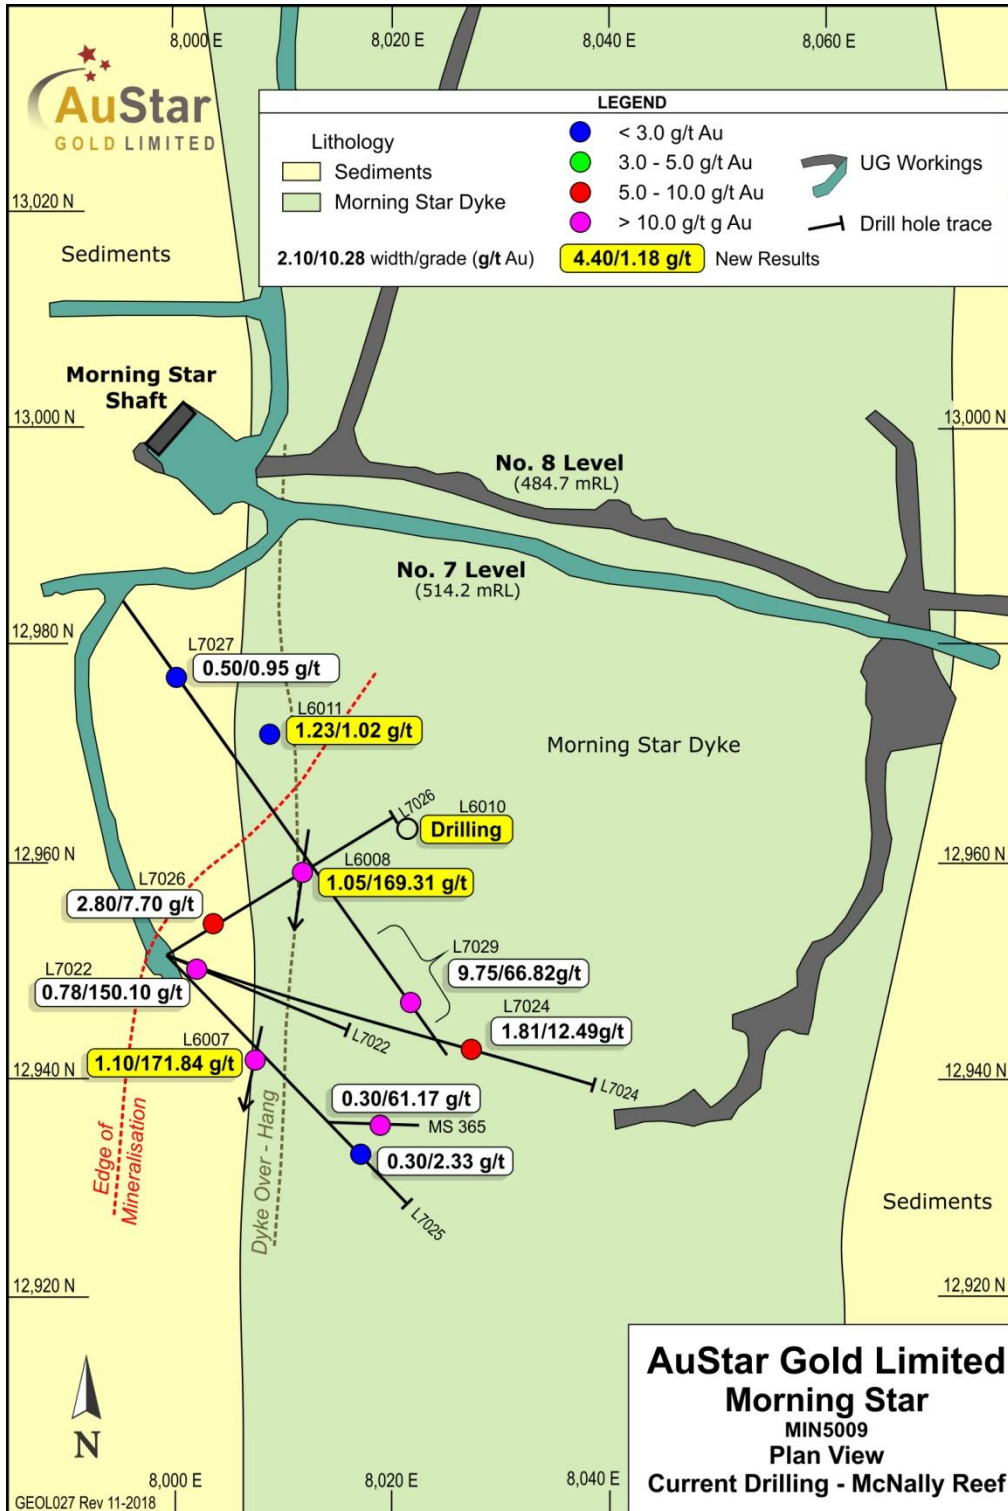 8,000 E
8,020 E
8,040 E
8,060 E
AuStar
GOLD LIMITED
LEGEND
Lithology
Sediments
Morning Star Dyke
< 3.0 g/t Au
3.0 - 5.0 g/t Au
5.0 - 10.0 g/t Au
> 10.0 g/t g Au
UG Workings
Drill hole trace
2.10/10.28 width/grade (g/t Au)
4.40/1.18 g/t
New Results
13,020 N
Sediments
Morning Star
Shaft
13,000 N
13,000 N
No. 8 Level
(484.7 mRL)
No. 7 Level
(514.2 mRL)
12,980 N
12,980 N
L7027
0.50/0.95 g/t
L6011
1.23/1.02 g/t
Morning Star Dyke
L7026
L6010
Drilling
12,960 N
12,960 N
L6008
1.05/169.31 g/t
L7026
2.80/7.70 g/t
L7029
9.75/66.82g/t
L7022
0.78/150.10 g/t
L7024
1.81/12.49g/t
L7022
L6007
1.10/171.84 g/t
12,940 N
12,940 N
L7024
0.30/61.17 g/t
MS 365
0.30/2.33 g/t
Edge of
Mineralisation
Dyke Over - Hang
L7025
Sediments
12,920 N
12,920 N
N
AuStar Gold Limited
Morning Star
MIN5009
Plan View
Current Drilling - McNally Reef
8,000 E
8,020 E
8,040 E
GEOL027 Rev 11-2018